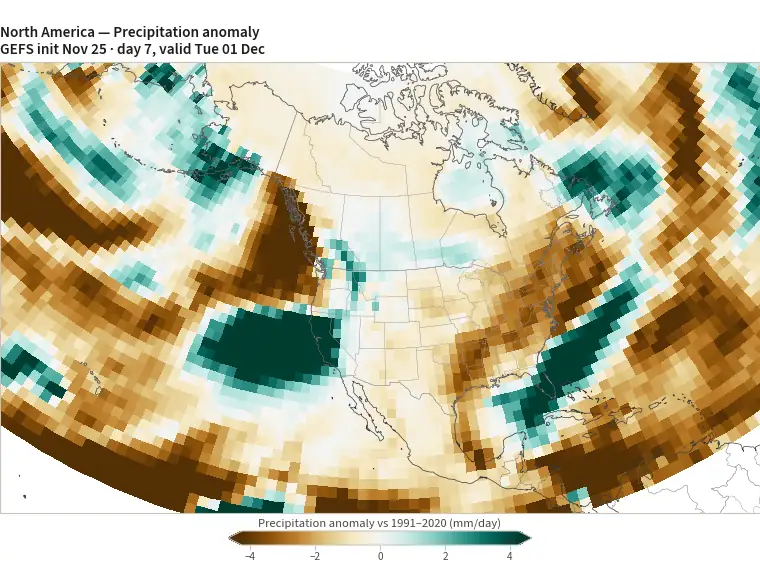 North America — Precipitation anomaly
GEFS init Nov 25 · day 7, valid Tue 01 Dec
Precipitation anomaly vs 1991–2020 (mm/day)
−4 −2 0 2 4